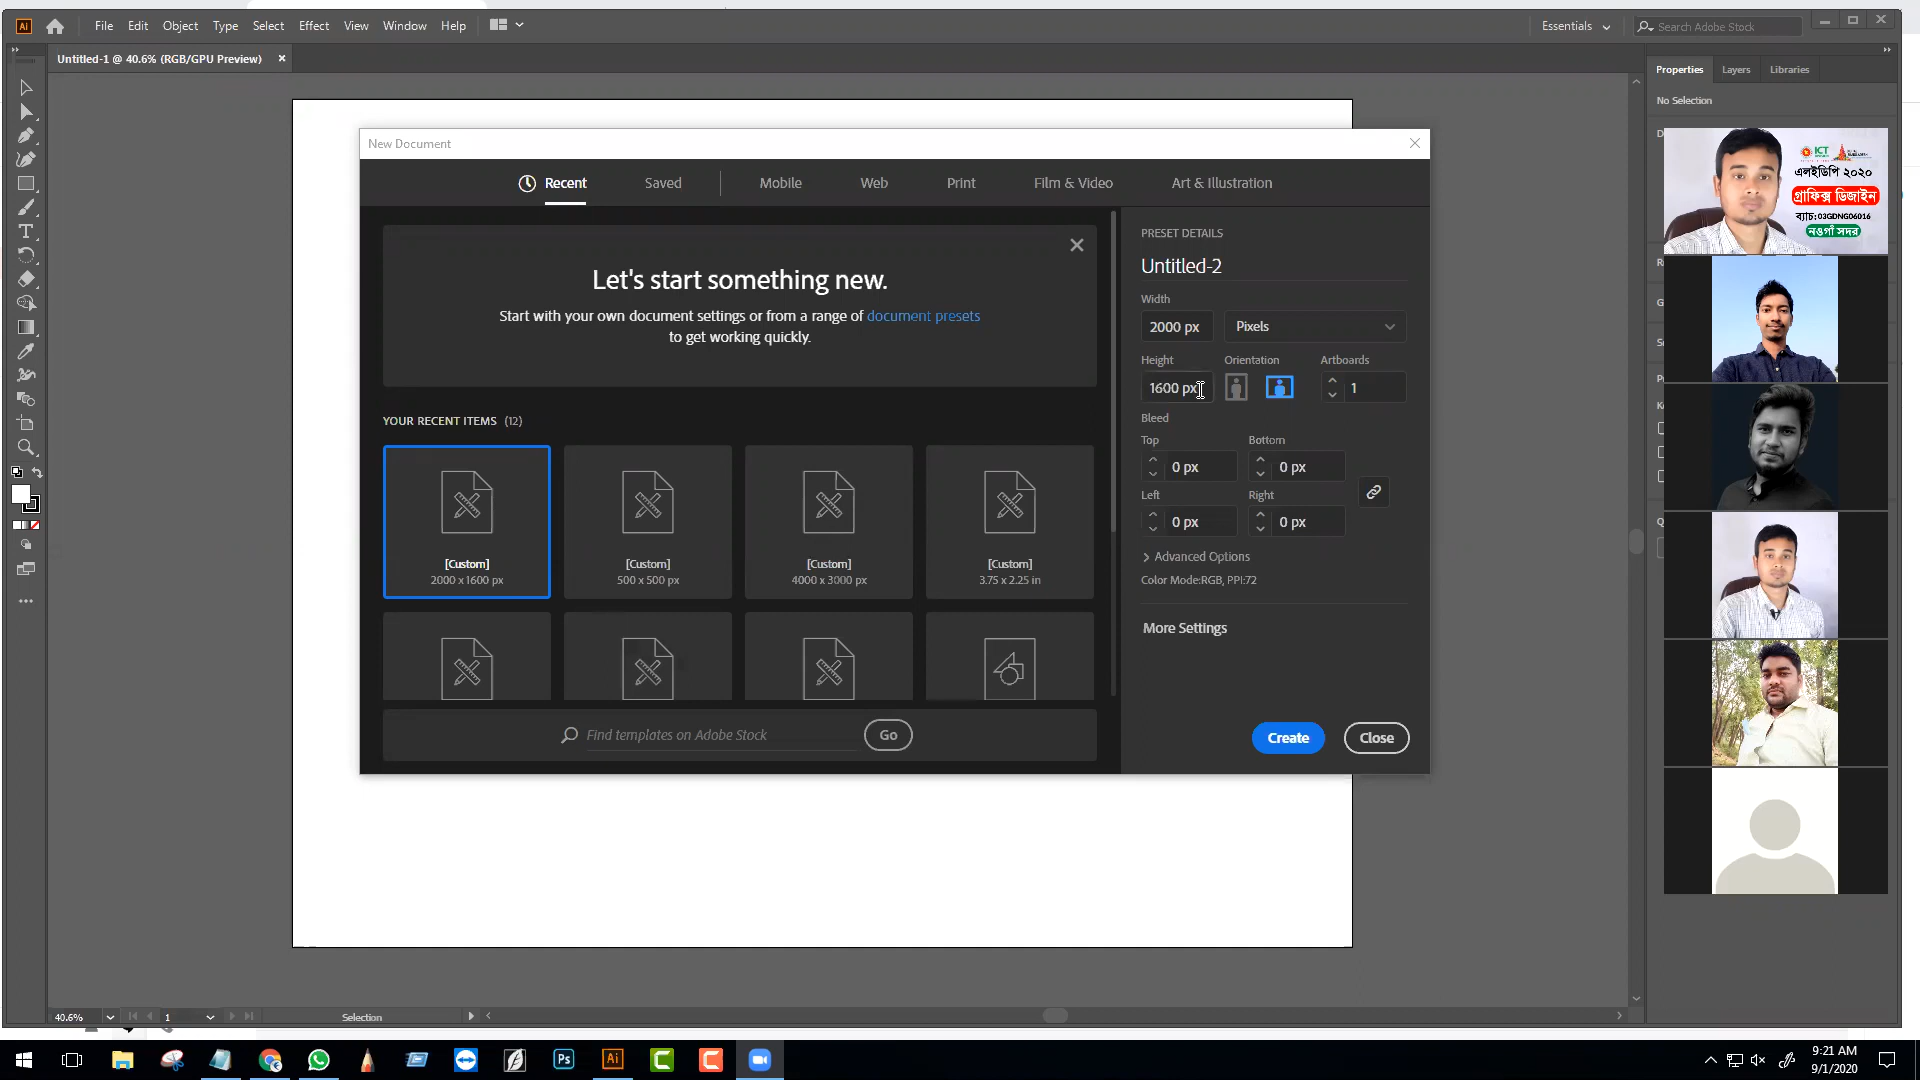 File Edit Object Type Select Effect View Window Help
Essentials
Search Adobe Stock
Untitled-1 @ 40.6% (RGB/GPU Preview)
Properties Layers Libraries
No Selection
New Document
Recent Saved Mobile Web Print Film & Video Art & Illustration
Let's start something new.
Start with your own document settings or from a range of document presets
to get working quickly.
YOUR RECENT ITEMS (12)
[Custom]
2000 x 1600 px
[Custom]
500 x 500 px
[Custom]
4000 x 3000 px
[Custom]
3.75 x 2.25 in
Find templates on Adobe Stock
Go
PRESET DETAILS
Untitled-2
Width
2000 px Pixels
Height Orientation Artboards
1600 px 1
Bleed
Top Bottom
0 px 0 px
Left Right
0 px 0 px
Advanced Options
Color Mode:RGB, PPI:72
More Settings
Create Close
ICT
এলইডিপি ২০২০
গ্রাফিক্স ডিজাইন
ব্যাচ:03GDNG06016
নওগাঁ সদর
40.6% 1 Selection
9:21 AM
9/1/2020